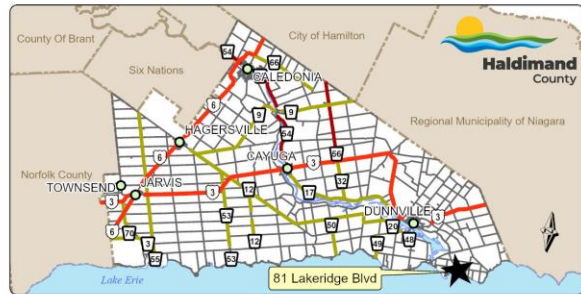 County Of Brant
City of Hamilton
Haldimand
County
Six Nations
54
66
CALEDONIA
6
9
9
Regional Municipality of Niagara
HAGERSVILLE
54
6
CAYUGA
3
56
Norfolk County
TOWNSEND
JARVIS
3
3
12
17
32
DUNNVILLE
3
6
70
3
53
50
20
48
12
49
55
53
Lake Erie
81 Lakeridge Blvd